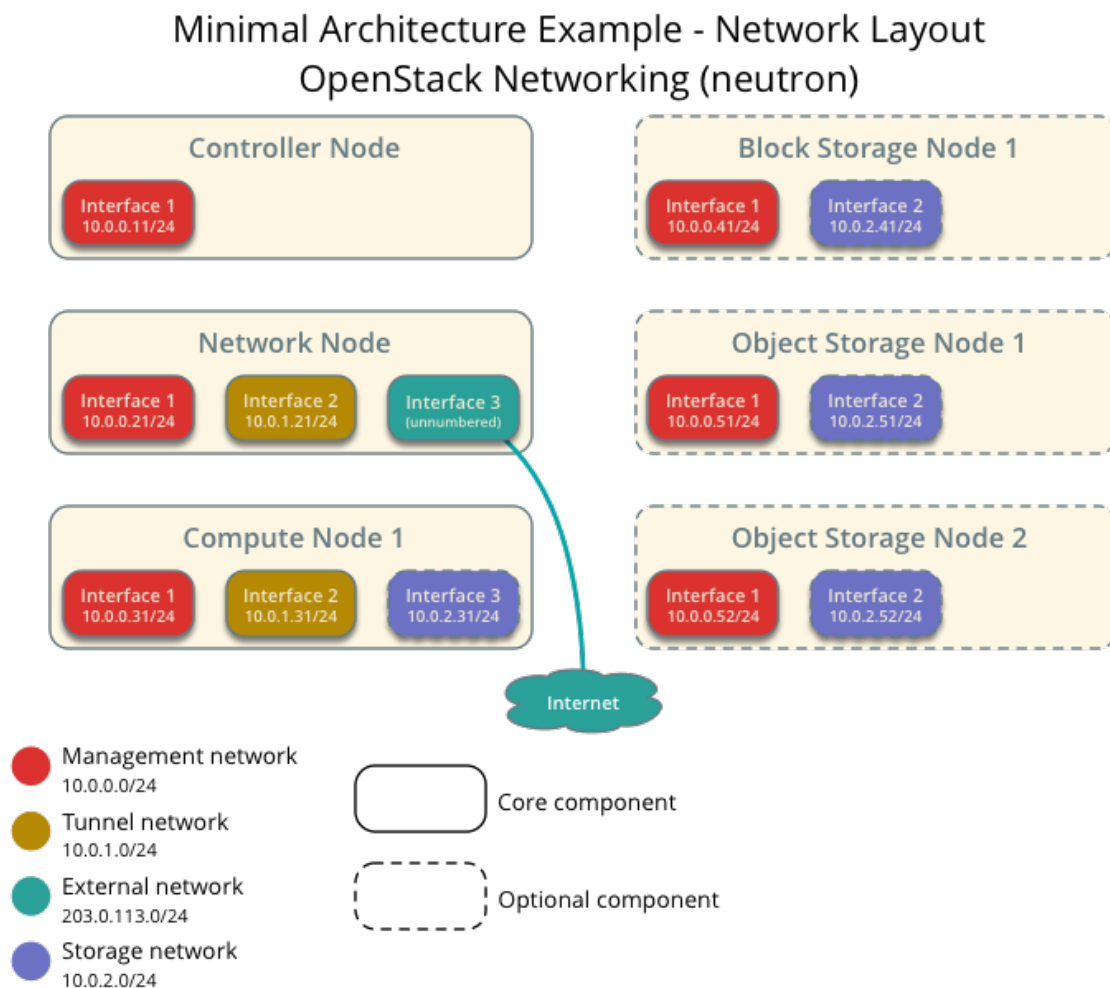 Minimal Architecture Example - Network Layout
OpenStack Networking (neutron)
Controller Node
Interface 1
10.0.0.11/24
Block Storage Node 1
Interface 1
10.0.0.41/24
Interface 2
10.0.2.41/24
Network Node
Interface 1
10.0.0.21/24
Interface 2
10.0.1.21/24
Interface 3
(unnumbered)
Object Storage Node 1
Interface 1
10.0.0.51/24
Interface 2
10.0.2.51/24
Compute Node 1
Interface 1
10.0.0.31/24
Interface 2
10.0.1.31/24
Interface 3
10.0.2.31/24
Object Storage Node 2
Interface 1
10.0.0.52/24
Interface 2
10.0.2.52/24
Internet
Management network
10.0.0.0/24
Tunnel network
10.0.1.0/24
External network
203.0.113.0/24
Storage network
10.0.2.0/24
Core component
Optional component